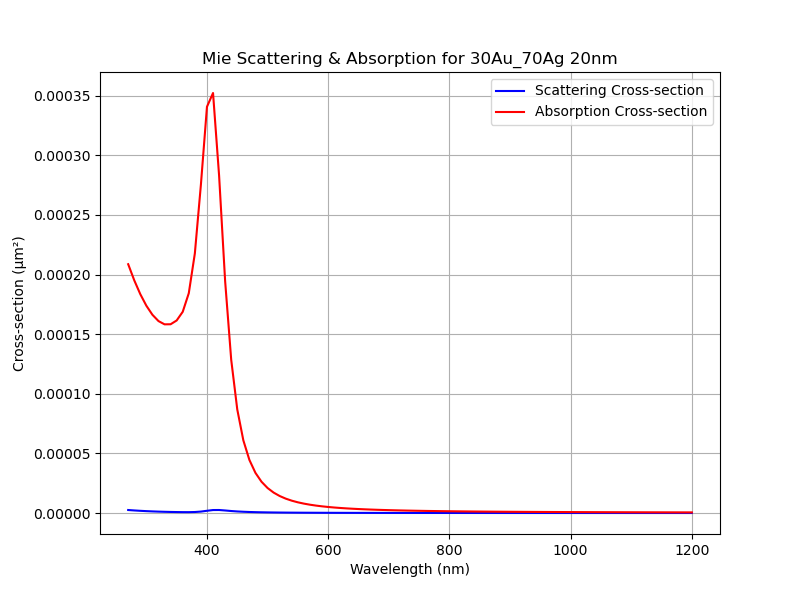 Mie Scattering & Absorption for 30Au_70Ag 20nm
Scattering Cross-section
Absorption Cross-section
Cross-section (μm²)
0.00035
0.00030
0.00025
0.00020
0.00015
0.00010
0.00005
0.00000
400 600 800 1000 1200
Wavelength (nm)